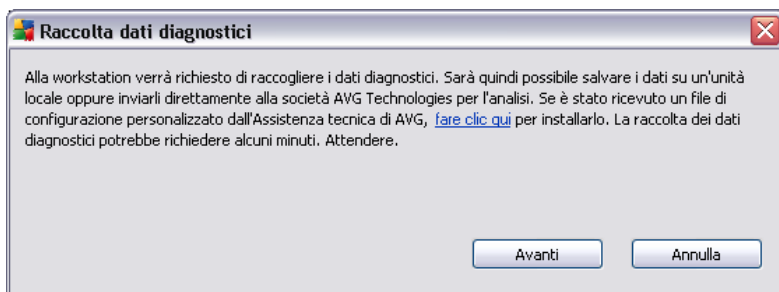 Raccolta dati diagnostici
Alla workstation verrà richiesto di raccogliere i dati diagnostici. Sarà quindi possibile salvare i dati su un'unità
locale oppure inviarli direttamente alla società AVG Technologies per l'analisi. Se è stato ricevuto un file di
configurazione personalizzato dall'Assistenza tecnica di AVG, fare clic qui per installarlo. La raccolta dei dati
diagnostici potrebbe richiedere alcuni minuti. Attendere.
Avanti
Annulla